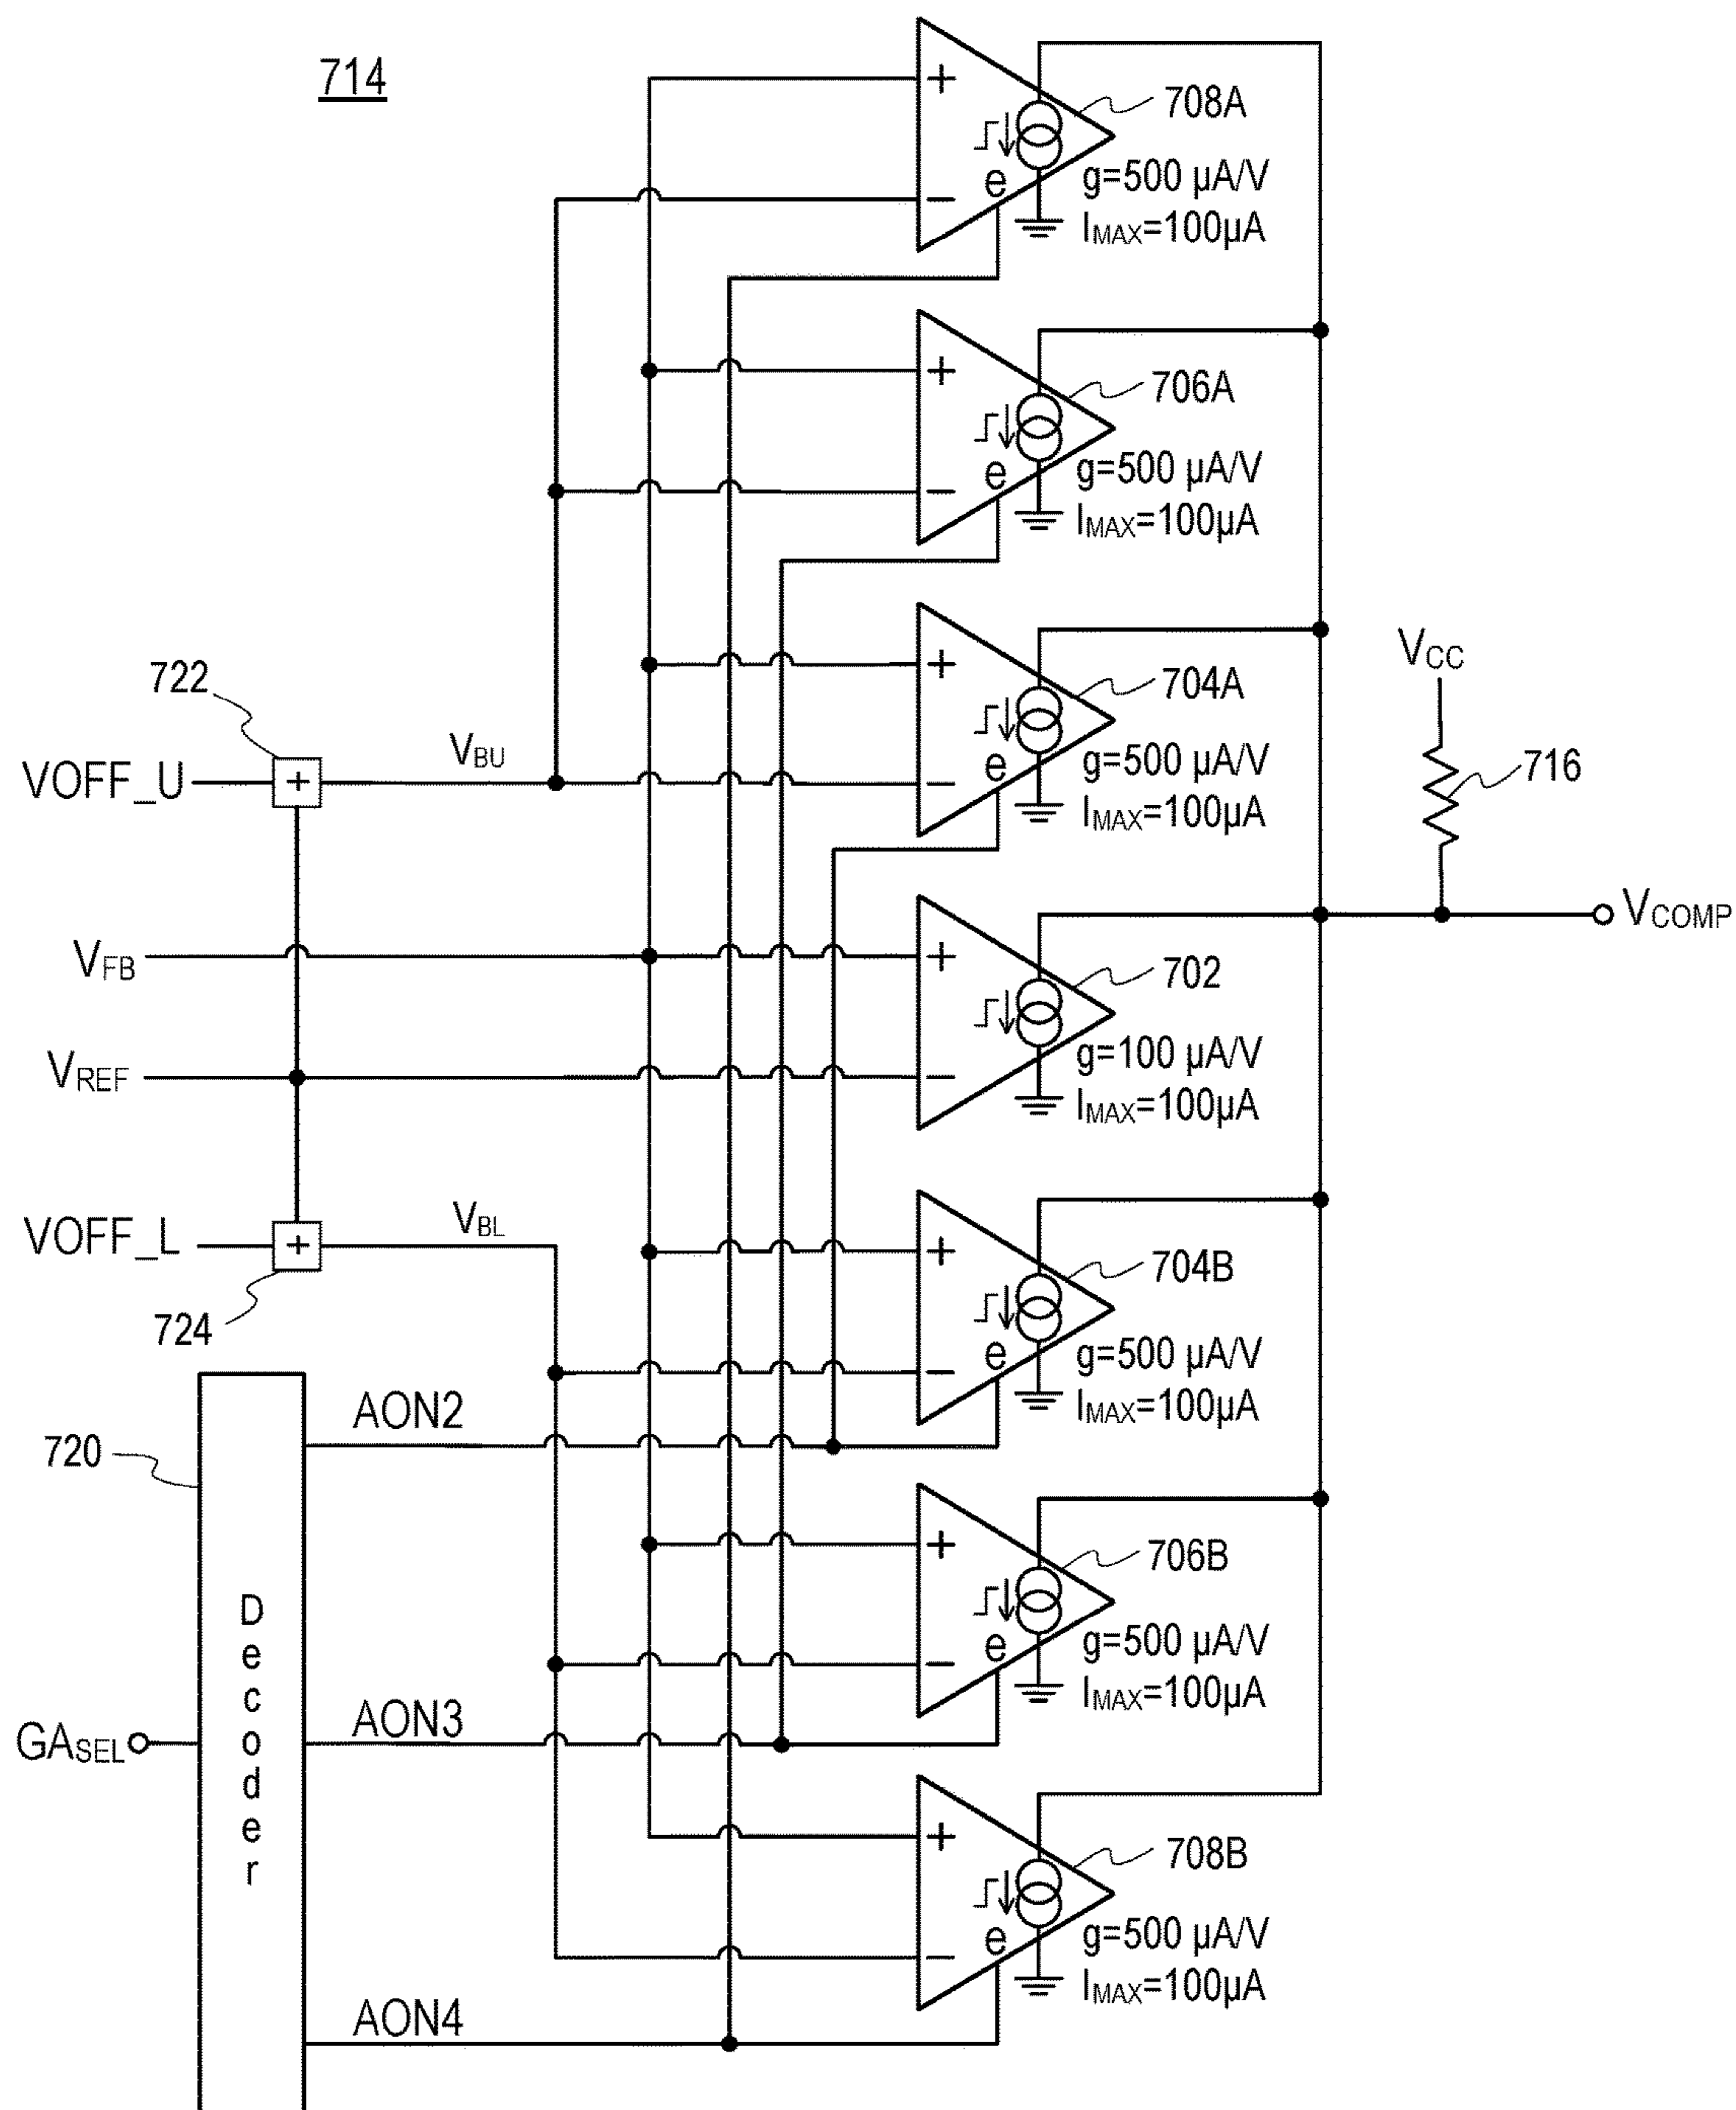 714
+
708A
e
g=500 µA/V
−
IMAX=100µA
+
706A
e
g=500 µA/V
−
IMAX=100µA
+
704A
VCC
722
VBU
e
g=500 µA/V
716
VOFF_U
+
−
IMAX=100µA
VCOMP
VFB
+
702
g=100 µA/V
VREF
−
IMAX=100µA
VOFF_L
+
VBL
+
704B
724
e
g=500 µA/V
−
IMAX=100µA
AON2
720
+
706B
Decoder
e
g=500 µA/V
−
IMAX=100µA
GASEL
AON3
+
708B
e
g=500 µA/V
−
IMAX=100µA
AON4